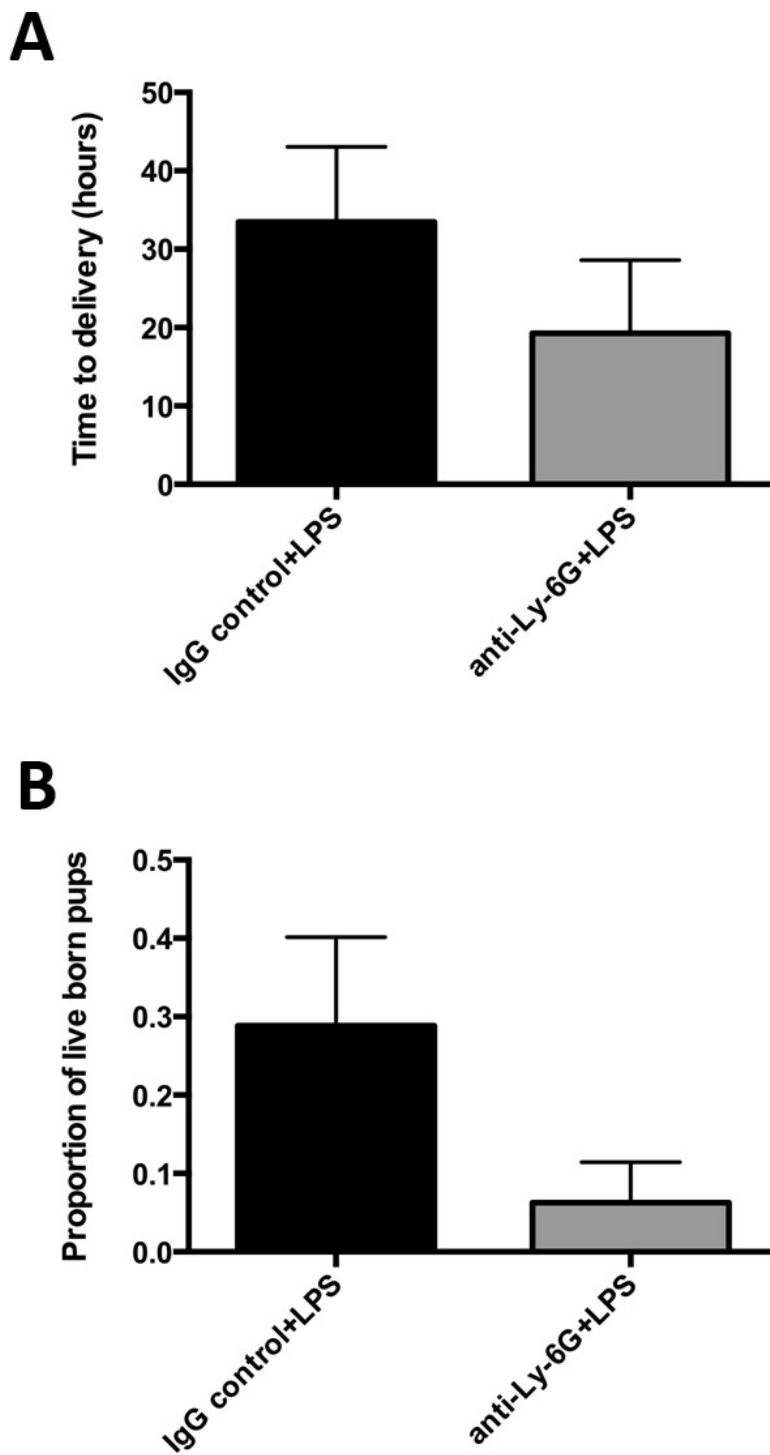 A
Time to delivery (hours)
50
40
30
20
10
0
IgG control+LPS
anti-Ly-6G+LPS
B
Proportion of live born pups
0.5
0.4
0.3
0.2
0.1
0.0
IgG control+LPS
anti-Ly-6G+LPS